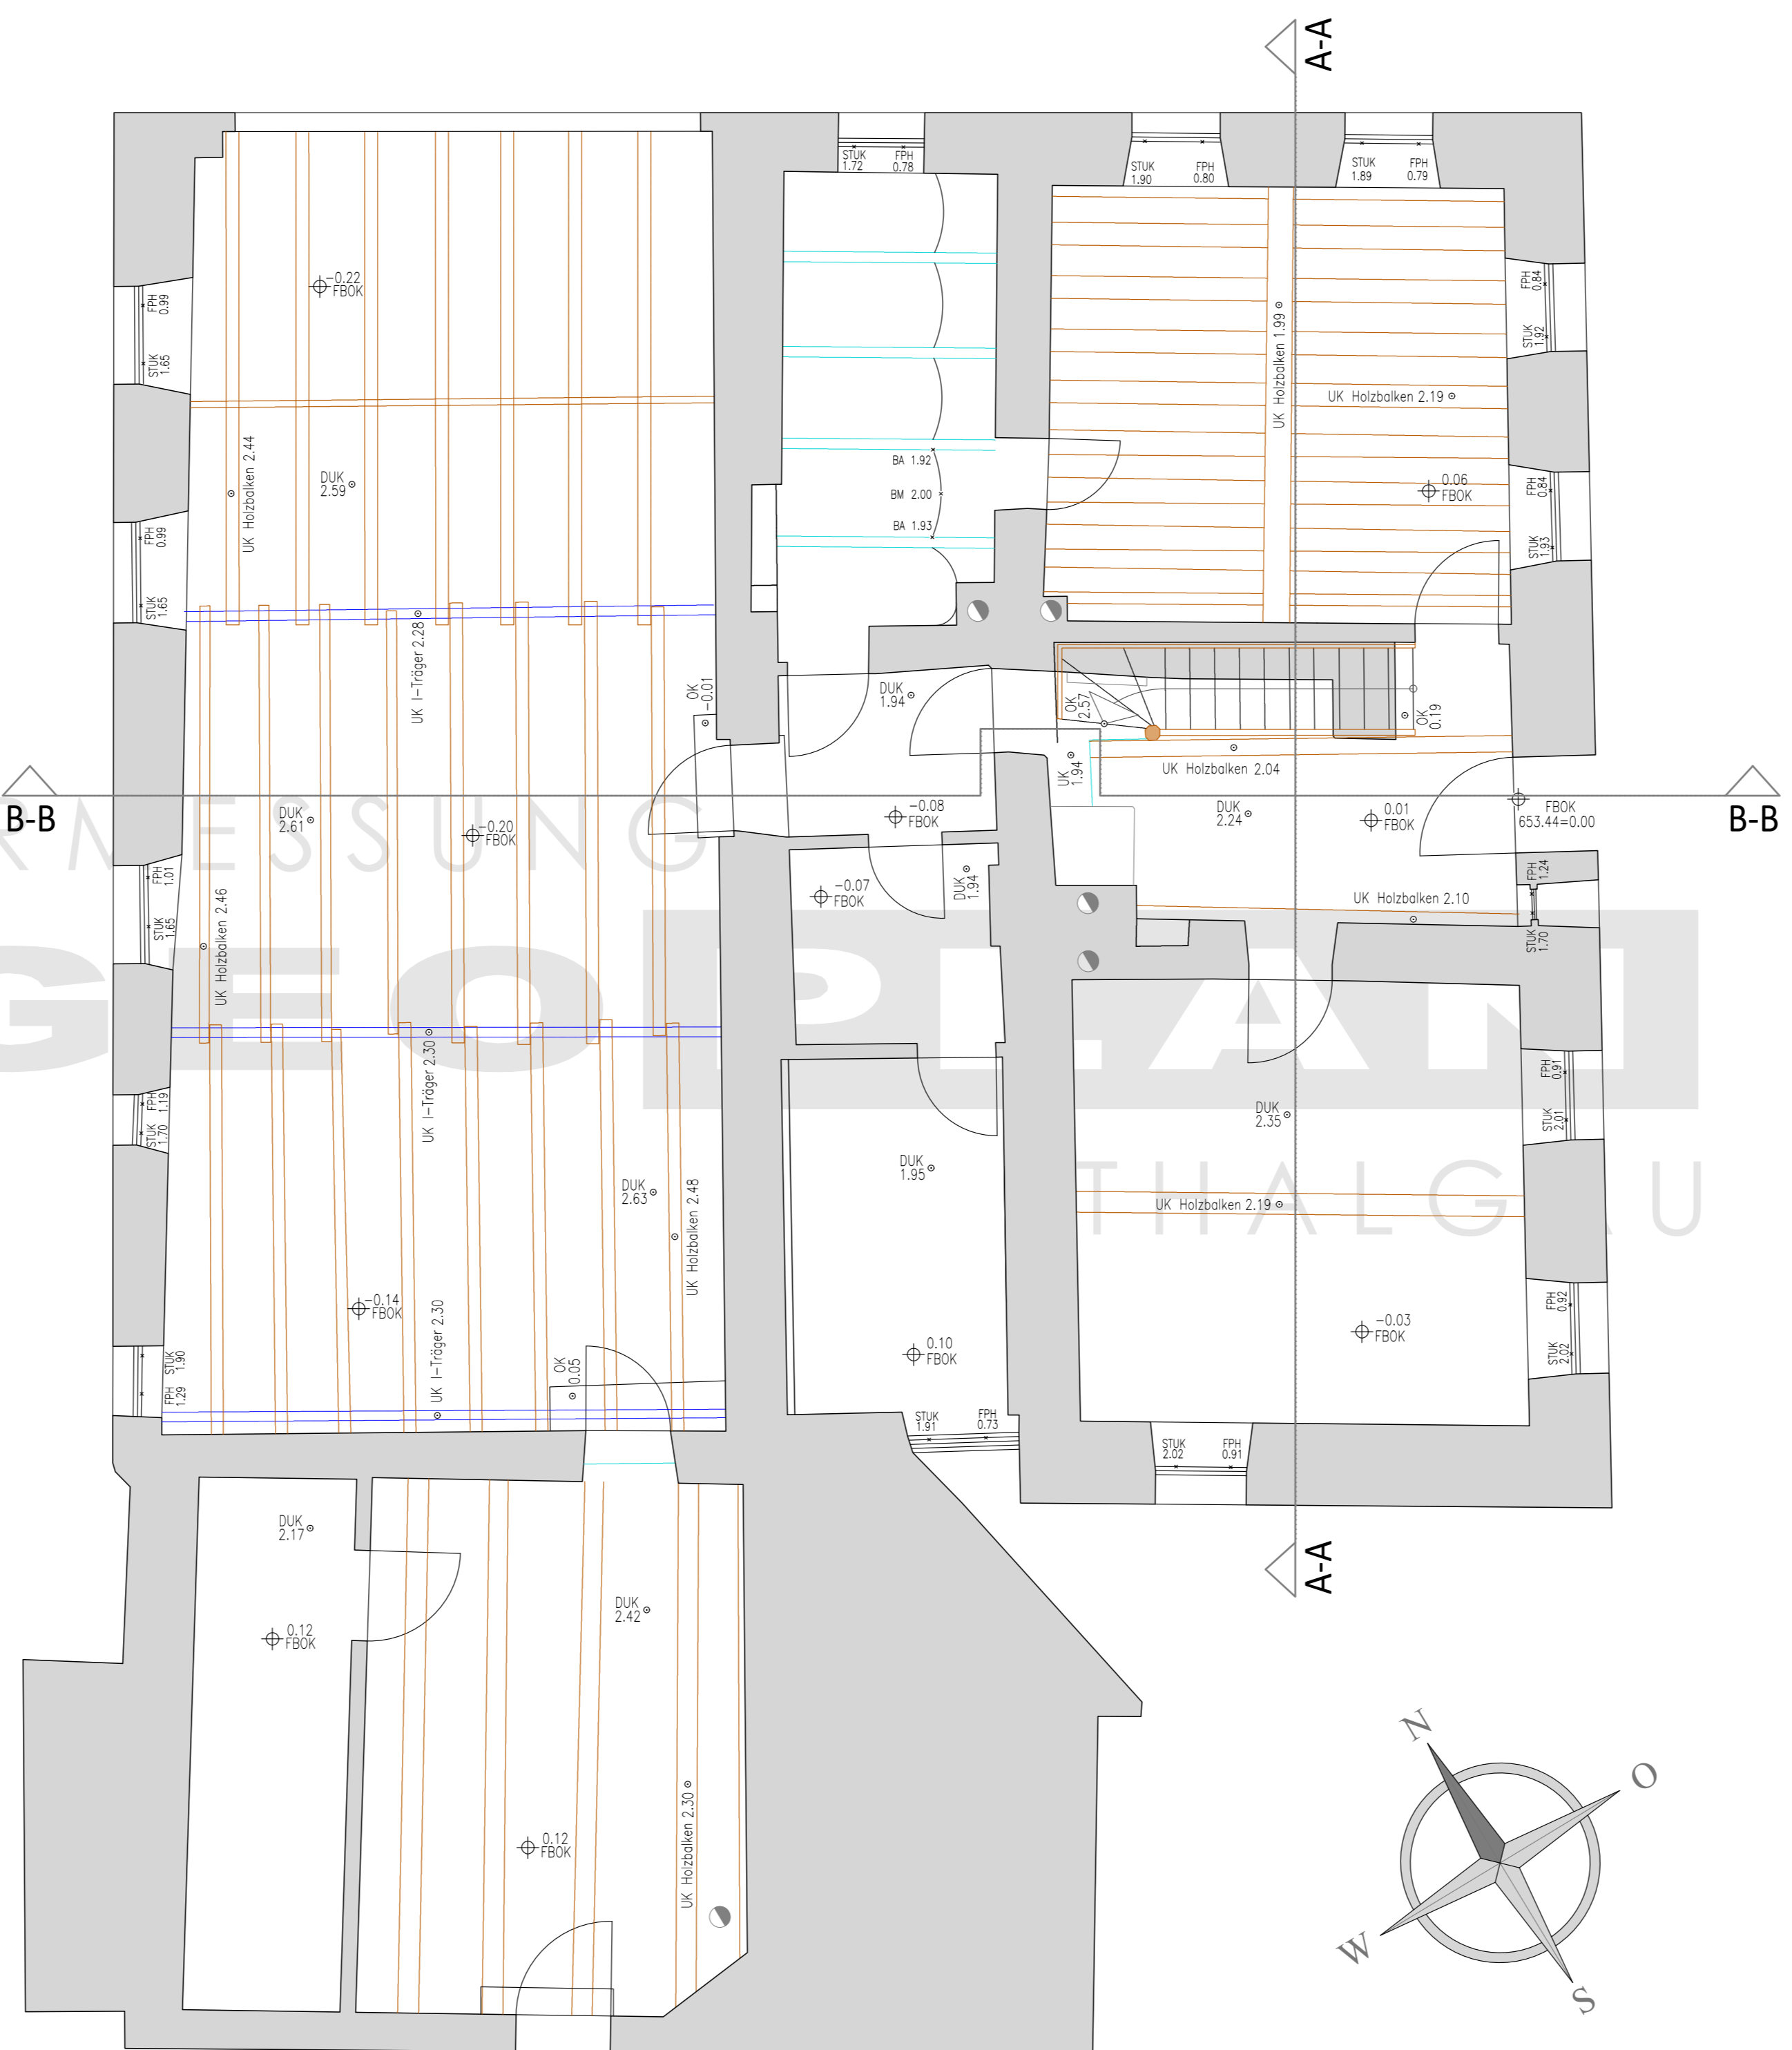 A-A
STUK
1.72
FPH
0.78
STUK
1.90
FPH
0.80
STUK
1.89
FPH
0.79
-0.22
FBOK
FPH
0.99
STUK
1.65
UK Holzbalken 2.44
DUK
2.59
FPH
0.99
STUK
1.65
UK I-Träger 2.28
BA 1.92
BM 2.00
BA 1.93
UK Holzbalken 1.99
UK Holzbalken 2.19
0.06
FBOK
FPH
0.84
STUK
1.92
FPH
0.84
STUK
1.93
OK
-0.01
DUK
1.94
OK
2.57
OK
0.19
UK
1.94
UK Holzbalken 2.04
DUK
2.24
0.01
FBOK
FBOK
653.44=0.00
B-B
B-B
RMESSUNG
DUK
2.61
-0.20
FBOK
-0.08
FBOK
FPH
1.01
STUK
1.65
UK Holzbalken 2.46
-0.07
FBOK
DUK
1.94
UK Holzbalken 2.10
FPH
1.24
STUK
1.70
GEOPLAN
UK I-Träger 2.30
FPH
1.19
STUK
1.70
DUK
2.63
UK Holzbalken 2.48
DUK
1.95
DUK
2.35
FPH
0.91
STUK
2.01
THALGAU
UK Holzbalken 2.19
-0.14
FBOK
UK I-Träger 2.30
OK
0.05
STUK
1.90
FPH
1.29
0.10
FBOK
-0.03
FBOK
FPH
0.92
STUK
2.02
STUK
1.91
FPH
0.73
STUK
2.02
FPH
0.91
A-A
DUK
2.17
0.12
FBOK
DUK
2.42
0.12
FBOK
UK Holzbalken 2.30
N
O
W
S